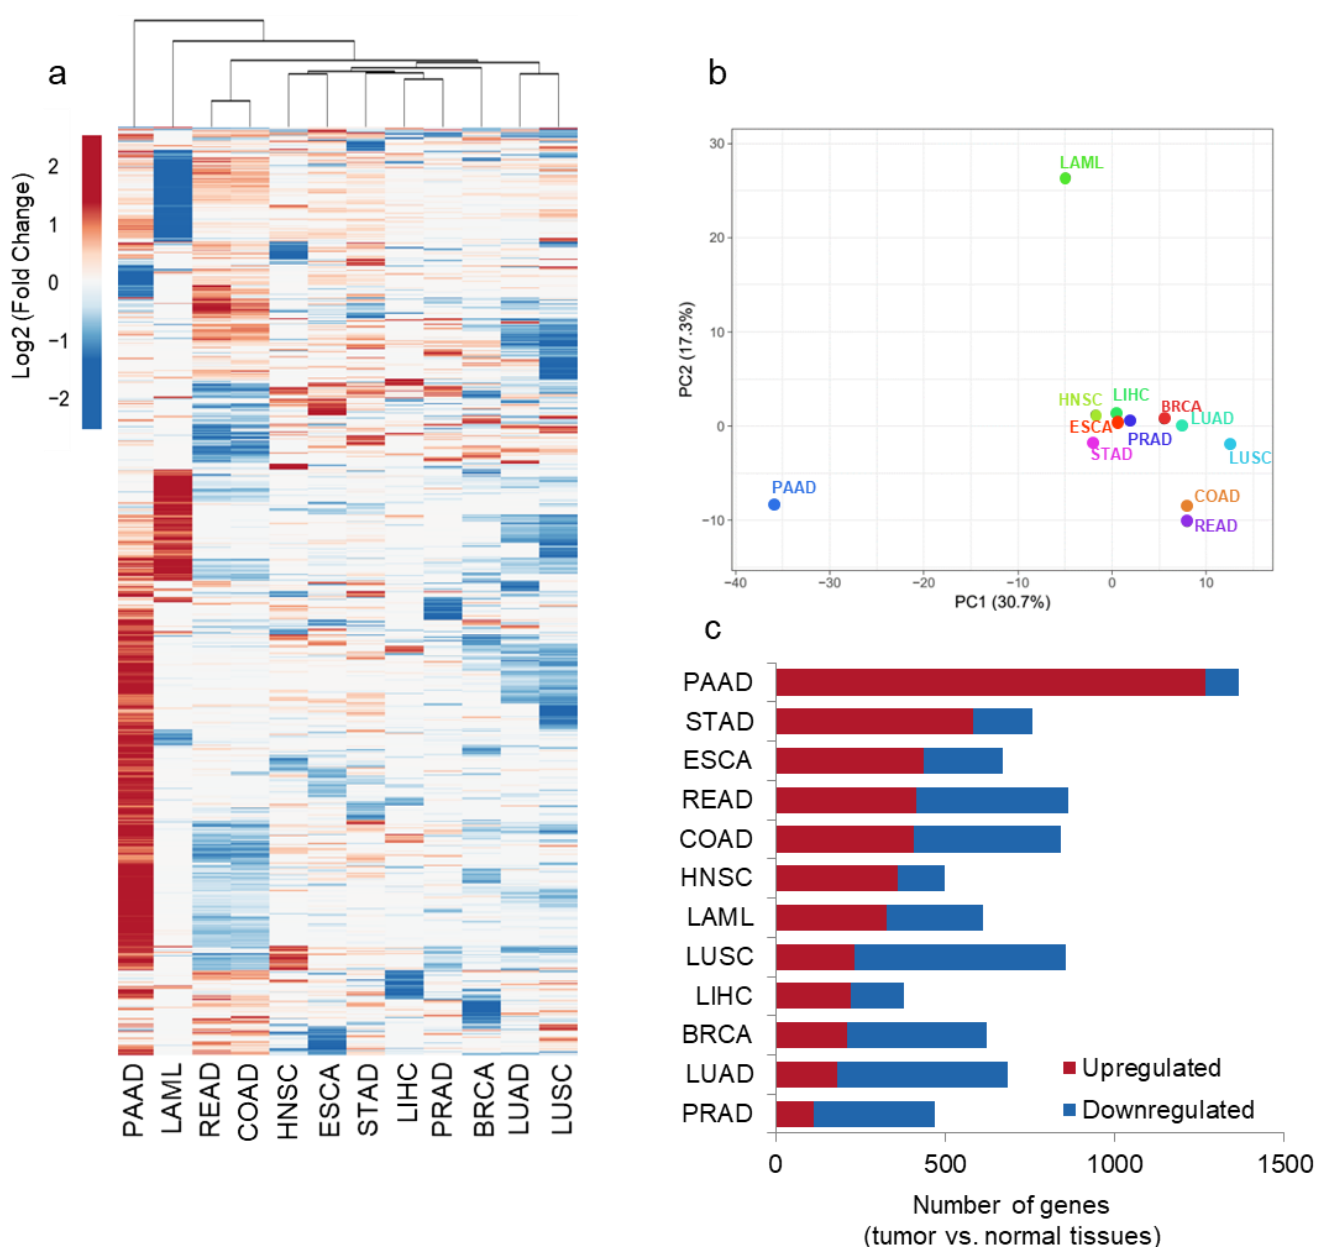 a
Log2 (Fold Change)
2
1
0
−1
−2
PAAD
LAML
READ
COAD
HNSC
ESCA
STAD
LIHC
PRAD
BRCA
LUAD
LUSC
b
PC2 (17.3%)
30
20
10
0
−10
LAML
HNSC
LIHC
BRCA
ESCA
LUAD
PRAD
STAD
LUSC
PAAD
COAD
READ
−40
−30
−20
−10
0
10
PC1 (30.7%)
c
PAAD
STAD
ESCA
READ
COAD
HNSC
LAML
LUSC
LIHC
BRCA
LUAD
PRAD
Upregulated
Downregulated
0
500
1000
1500
Number of genes
(tumor vs. normal tissues)